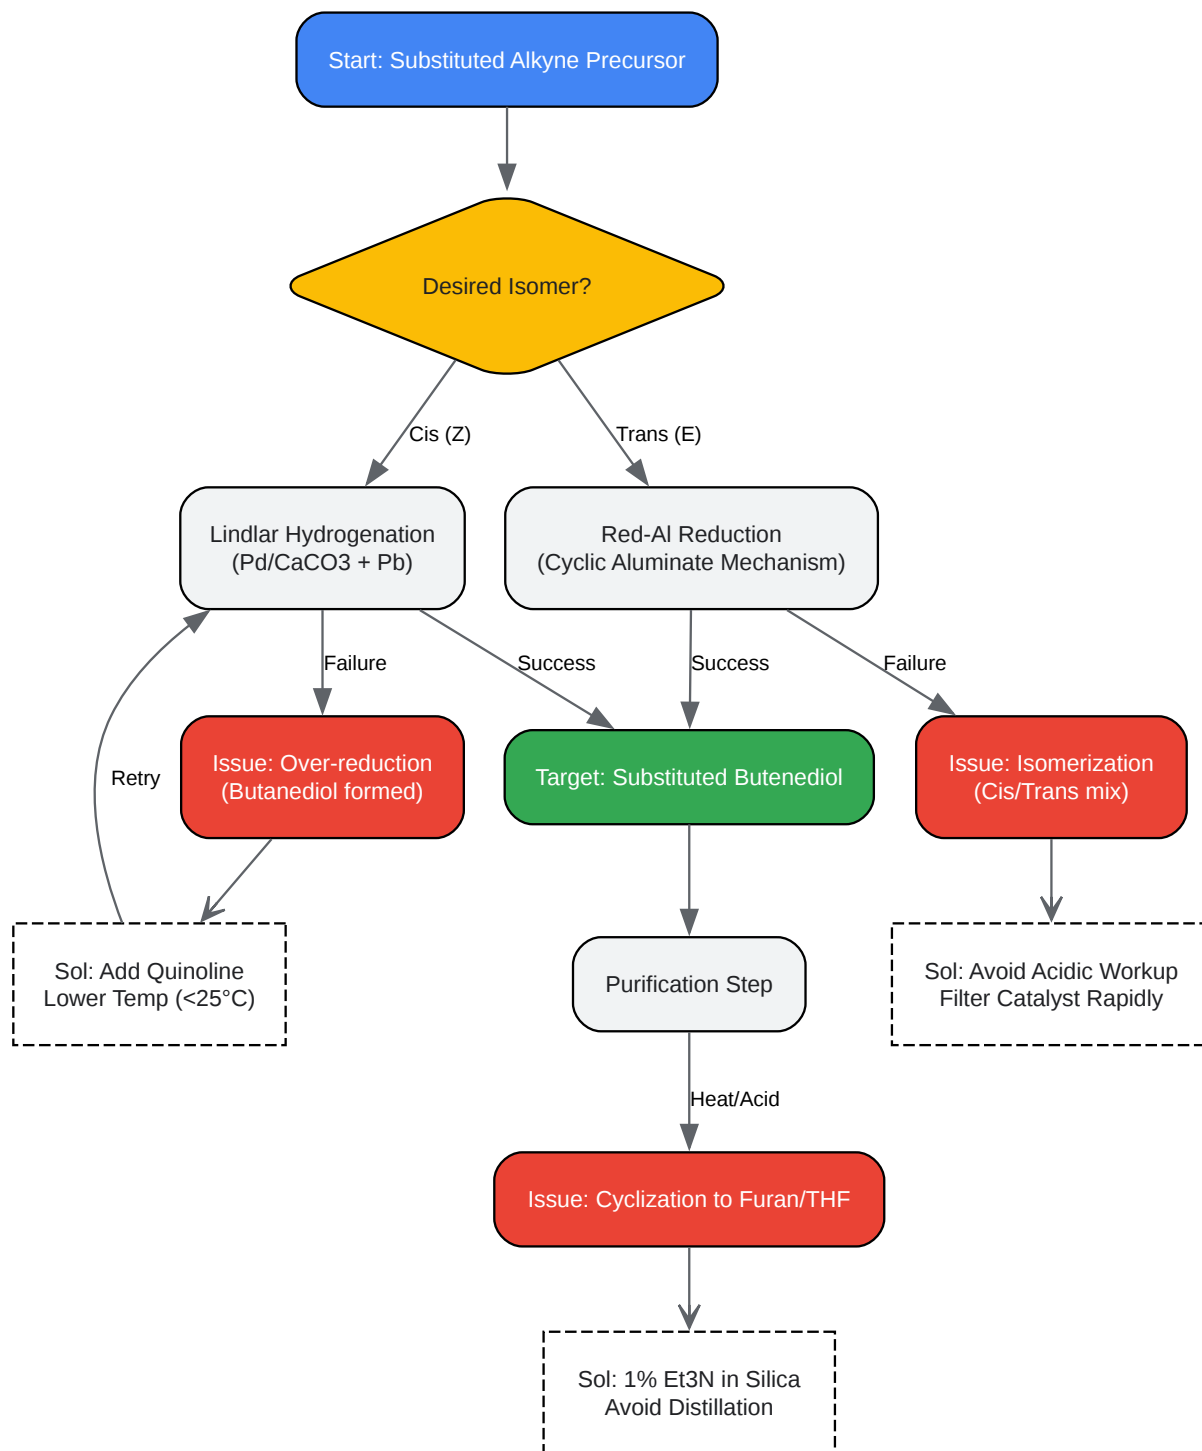 Start: Substituted Alkyne Precursor
Desired Isomer?
Cis (Z)
Trans (E)
Lindlar Hydrogenation
(Pd/CaCO3 + Pb)
Red-Al Reduction
(Cyclic Aluminate Mechanism)
Failure
Success
Success
Failure
Issue: Over-reduction
(Butanediol formed)
Retry
Target: Substituted Butenediol
Issue: Isomerization
(Cis/Trans mix)
Sol: Add Quinoline
Lower Temp (<25°C)
Purification Step
Sol: Avoid Acidic Workup
Filter Catalyst Rapidly
Heat/Acid
Issue: Cyclization to Furan/THF
Sol: 1% Et3N in Silica
Avoid Distillation